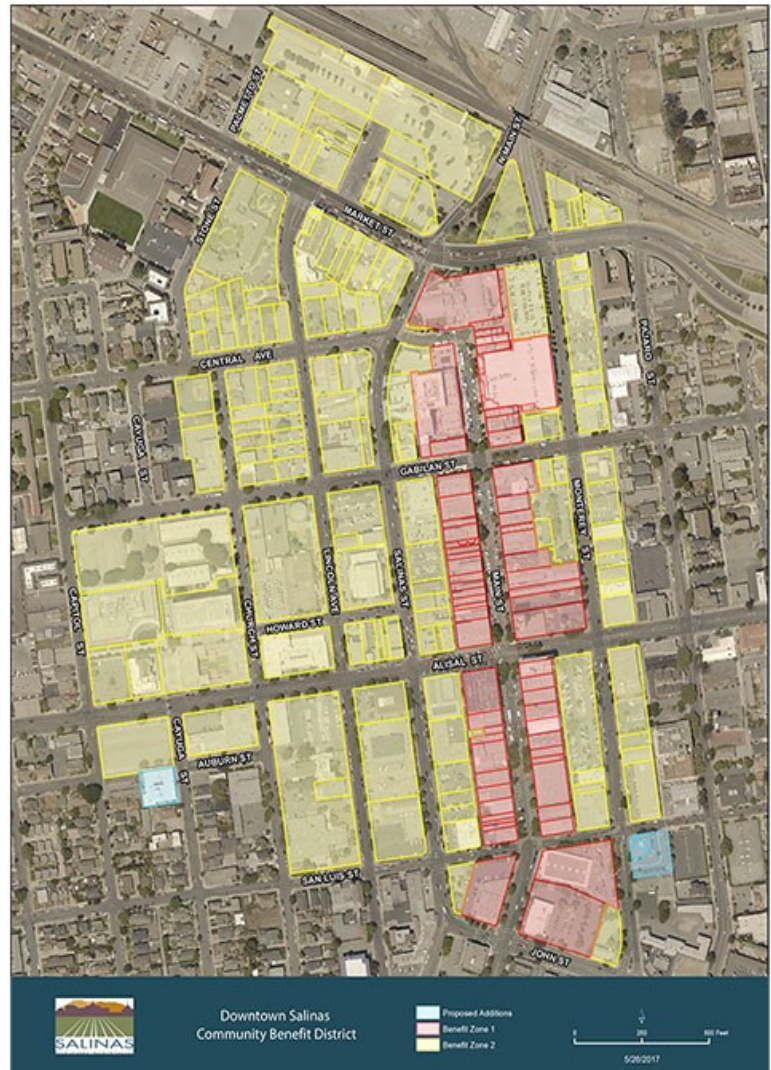 PALMETTO ST
N MAIN ST
STONE ST
MARKET ST
PAJARO ST
CENTRAL AVE
CAYUGA ST
GABILAN ST
MONTEREY ST
LINCOLN AVE
SALINAS ST
MAIN ST
CAPITOL ST
CHURCH ST
HOWARD ST
ALISAL ST
CAYUGA ST
AUBURN ST
SAN LUIS ST
JOHN ST
SALINAS
Downtown Salinas
Community Benefit District
Proposed Additions
Benefit Zone 1
Benefit Zone 2
0 250 500 Feet
5/26/2017